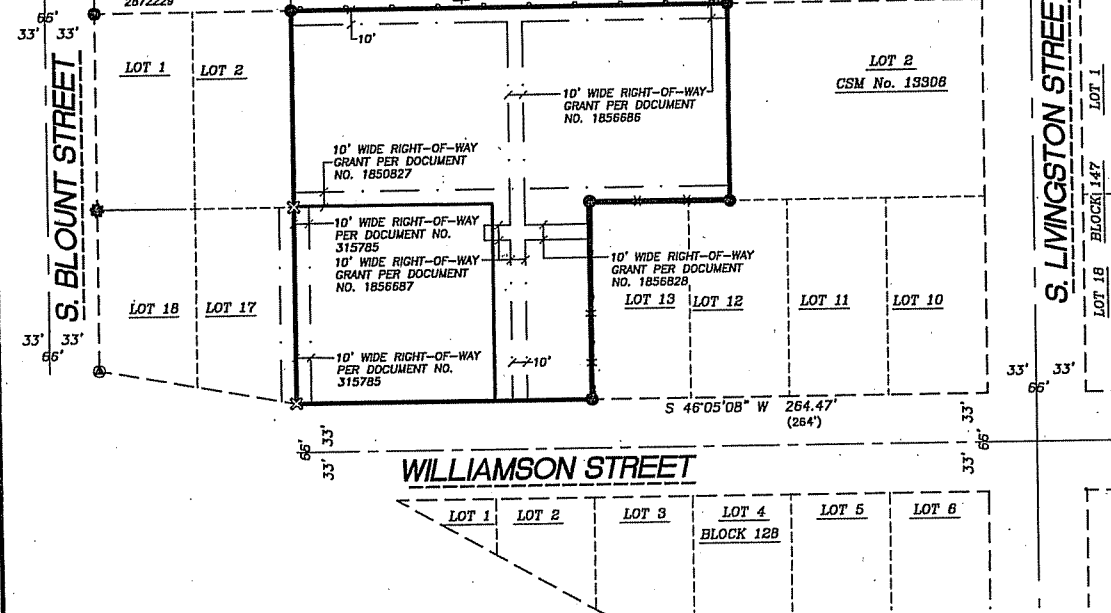 2872229
66'
33' 33'
10'
LOT 1
LOT 2
LOT 2
CSM No. 13308
10' WIDE RIGHT-OF-WAY
GRANT PER DOCUMENT
NO. 1856686
S. BLOUNT STREET
S. LIVINGSTON STREE
LOT 1
BLOCK 147
LOT 18
10' WIDE RIGHT-OF-WAY
GRANT PER DOCUMENT
NO. 1850827
10' WIDE RIGHT-OF-WAY
PER DOCUMENT NO.
315785
10' WIDE RIGHT-OF-WAY
GRANT PER DOCUMENT
NO. 1856687
10' WIDE RIGHT-OF-WAY
GRANT PER DOCUMENT
NO. 1856828
LOT 18
LOT 17
LOT 13
LOT 12
LOT 11
LOT 10
33' 33'
66'
10' WIDE RIGHT-OF-WAY
PER DOCUMENT NO.
315785
10'
33' 33'
66'
S 46°05'08" W 264.47'
(264')
33'
66'
33'
33'
66'
33'
WILLIAMSON STREET
LOT 1
LOT 2
LOT 3
LOT 4
BLOCK 128
LOT 5
LOT 6